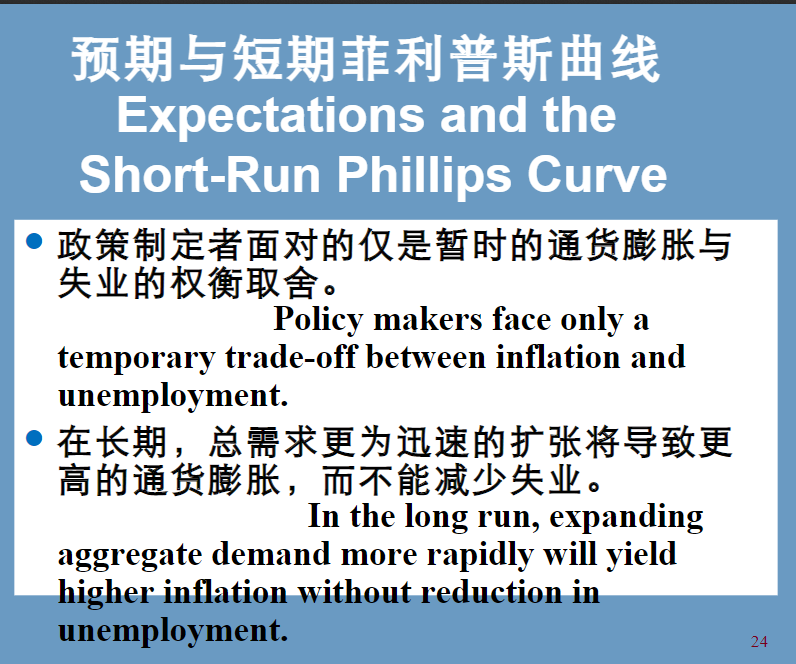 预期与短期菲利普斯曲线
Expectations and the
Short-Run Phillips Curve
政策制定者面对的仅是暂时的通货膨胀与
失业的权衡取舍。
Policy makers face only a
temporary trade-off between inflation and
unemployment.
在长期，总需求更为迅速的扩张将导致更
高的通货膨胀，而不能减少失业。
In the long run, expanding
aggregate demand more rapidly will yield
higher inflation without reduction in
unemployment.
24